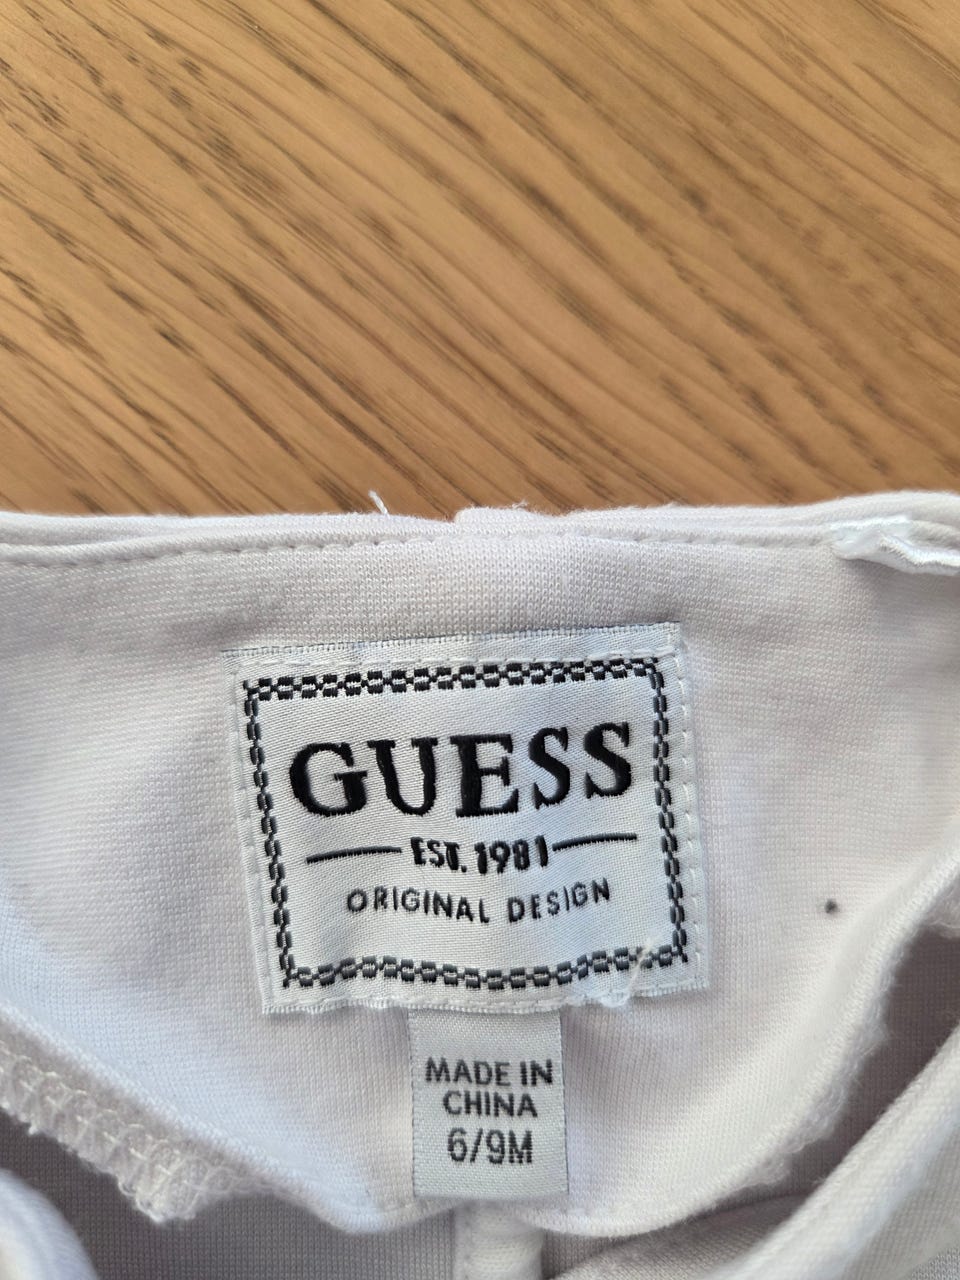 GUESS
EST. 1981
ORIGINAL DESIGN
MADE IN
CHINA
6/9M